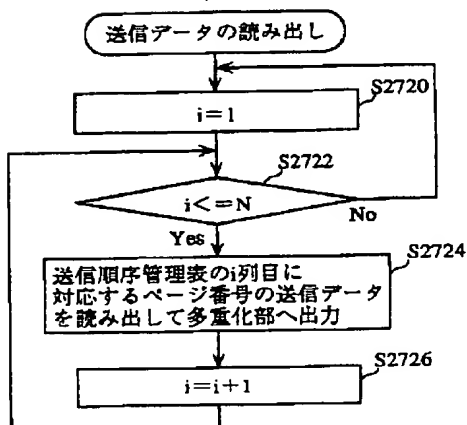 送信データの読み出し
S2720
i=1
S2722
i<=N
No
Yes
S2724
送信順序管理表のi列目に
対応するページ番号の送信データ
を読み出して多重化部へ出力
S2726
i=i+1